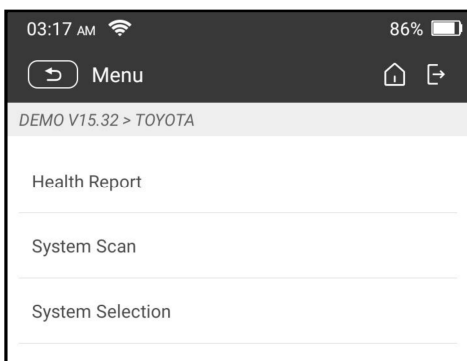 03:17 AM 86%
Menu
DEMO V15.32 > TOYOTA
Health Report
System Scan
System Selection